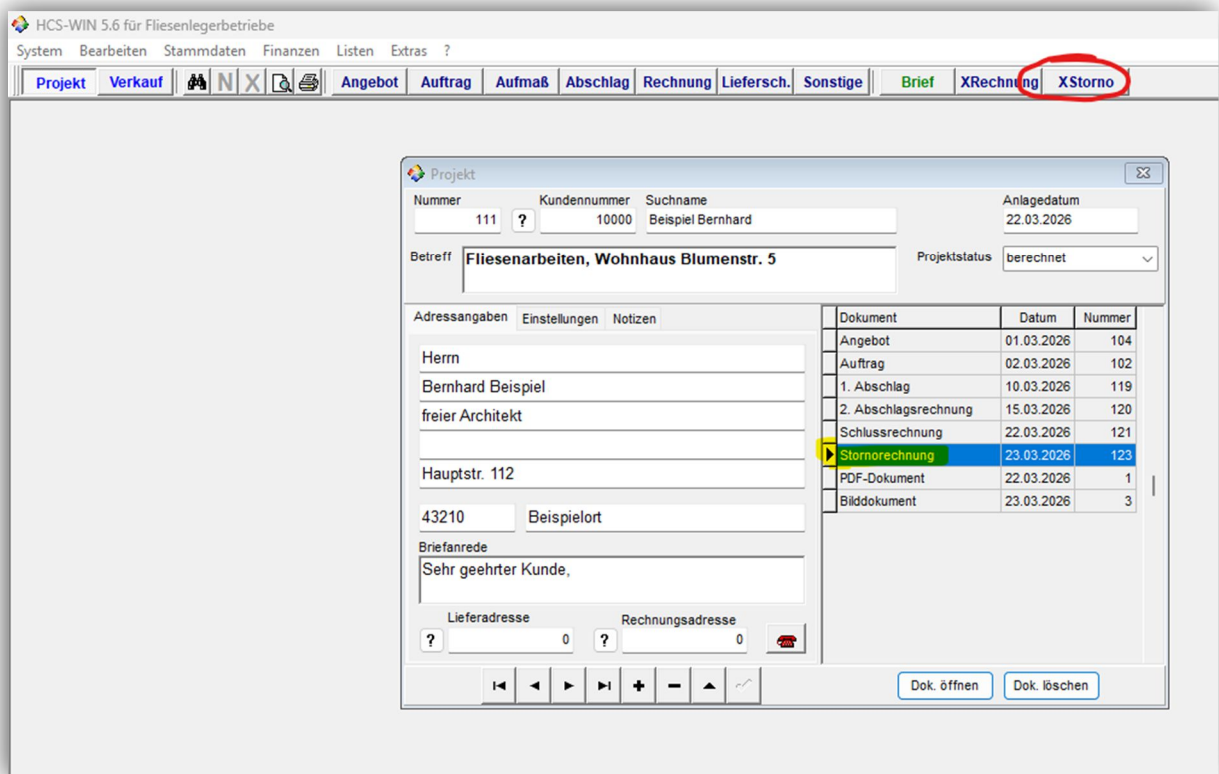 HCS-WIN 5.6 für Fliesenlegerbetriebe
System Bearbeiten Stammdaten Finanzen Listen Extras ?
Projekt Verkauf N X Angebot Auftrag Aufmaß Abschlag Rechnung Liefersch. Sonstige Brief XRechnung XStorno
Projekt
Nummer Kundennummer Suchname Anlagedatum
111 ? 10000 Beispiel Bernhard 22.03.2026
Betreff Fliesenarbeiten, Wohnhaus Blumenstr. 5 Projektstatus berechnet
Adressangaben Einstellungen Notizen
Herrn
Bernhard Beispiel
freier Architekt
Hauptstr. 112
43210 Beispielort
Briefanrede
Sehr geehrter Kunde,
Lieferadresse Rechnungsadresse
? 0 ? 0
Dokument Datum Nummer
Angebot 01.03.2026 104
Auftrag 02.03.2026 102
1. Abschlag 10.03.2026 119
2. Abschlagsrechnung 15.03.2026 120
Schlussrechnung 22.03.2026 121
Stornorechnung 23.03.2026 123
PDF-Dokument 22.03.2026 1
Bilddokument 23.03.2026 3
Dok. öffnen Dok. löschen